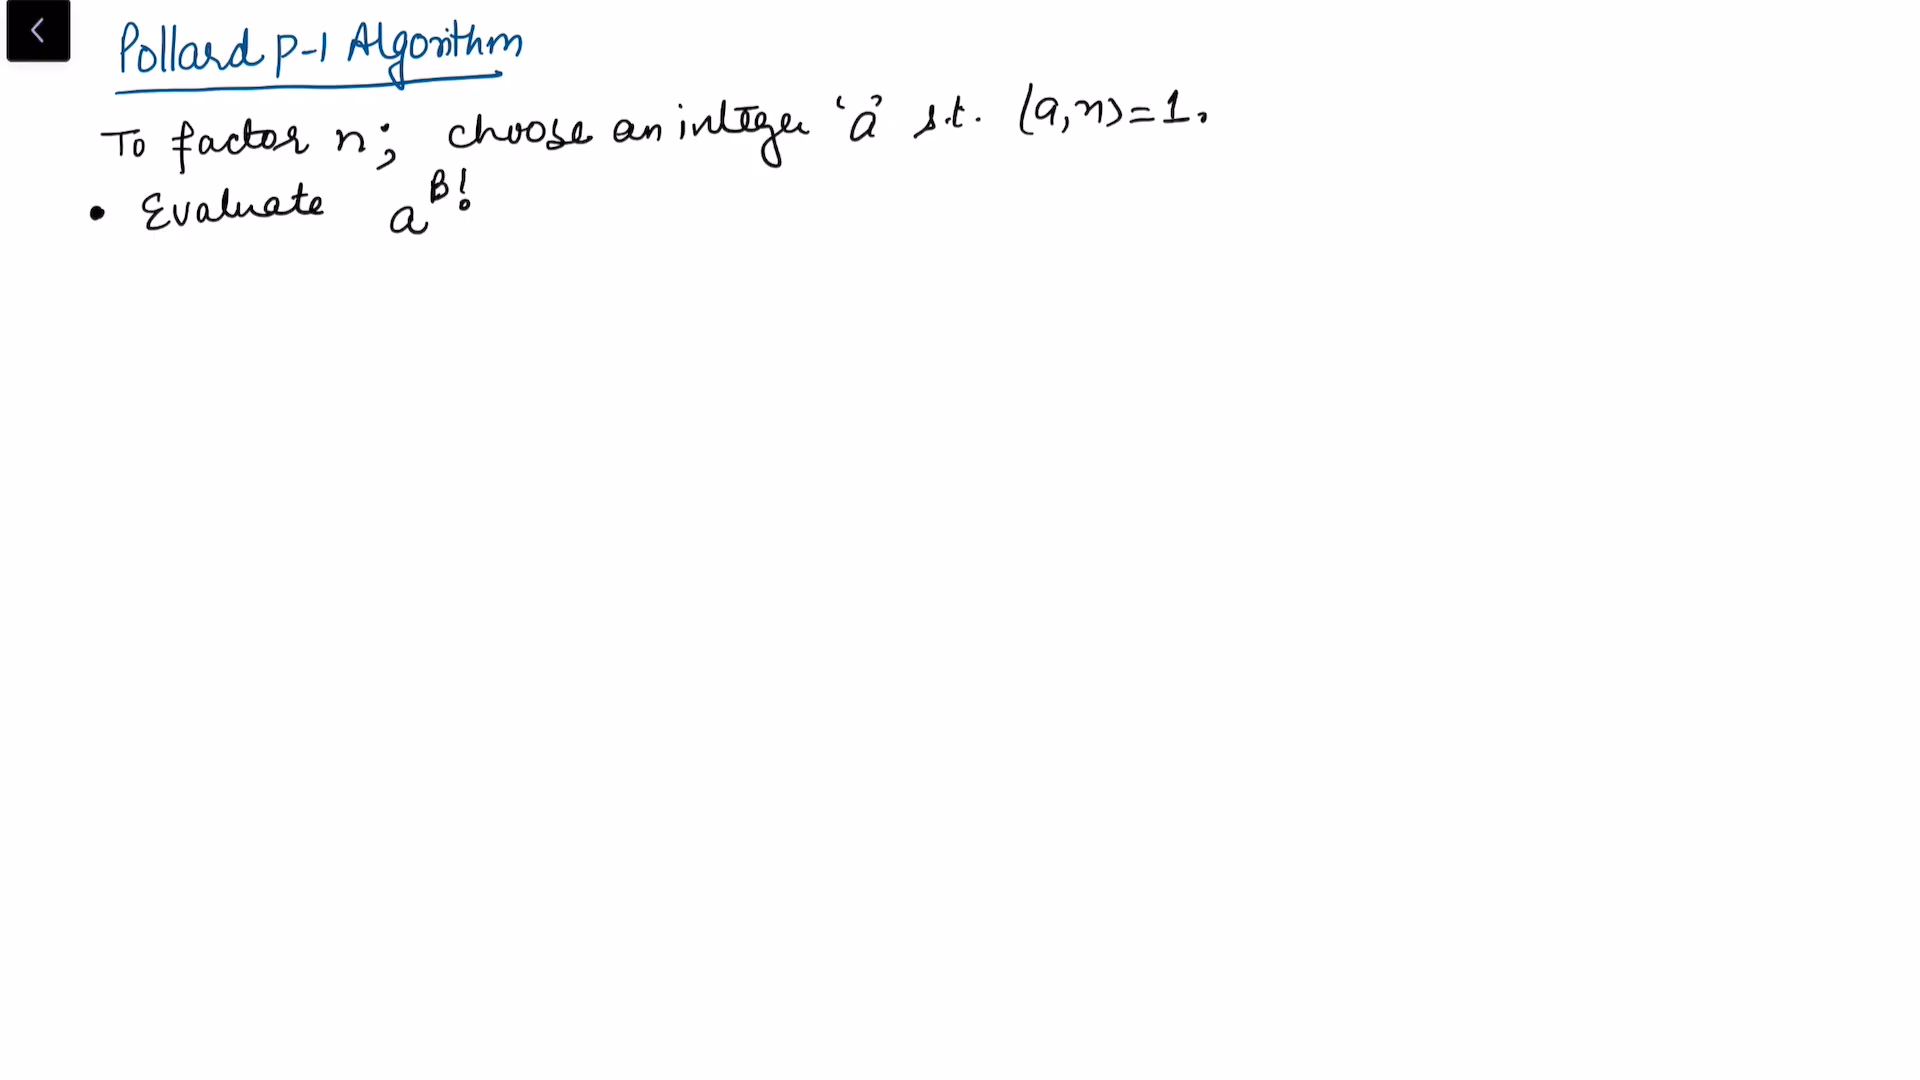 Pollard p-1 Algorithm
To factor n; choose an integer 'a' s.t. (a,n)=1.
• Evaluate a^B!